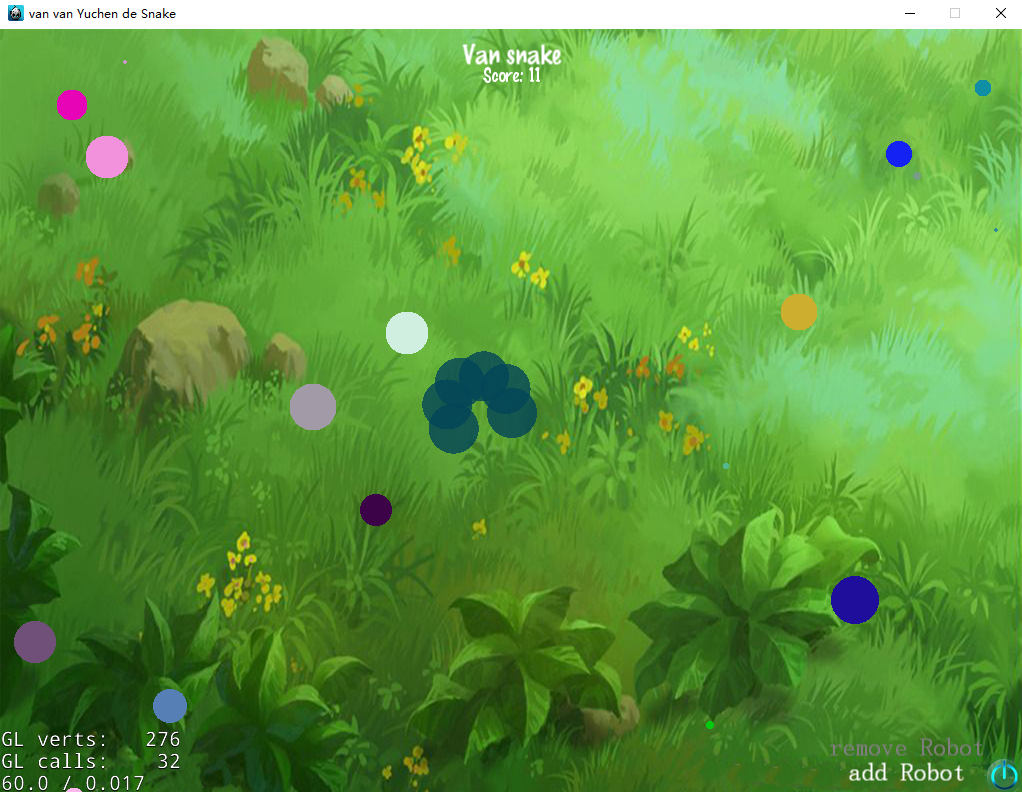 van van Yuchen de Snake
Van snake
Score: 11
GL verts: 276
GL calls: 32
60.0 / 0.017
remove Robot
add Robot